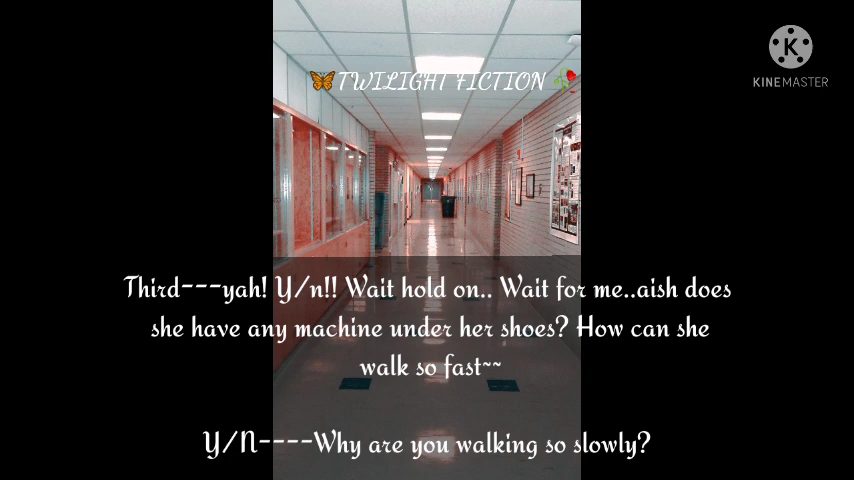 K
KINEMASTER
🦋TWILIGHT FICTION🥀
Third---yah! Y/n!! Wait hold on.. Wait for me..aish does
she have any machine under her shoes? How can she
walk so fast~~
Y/N----Why are you walking so slowly?